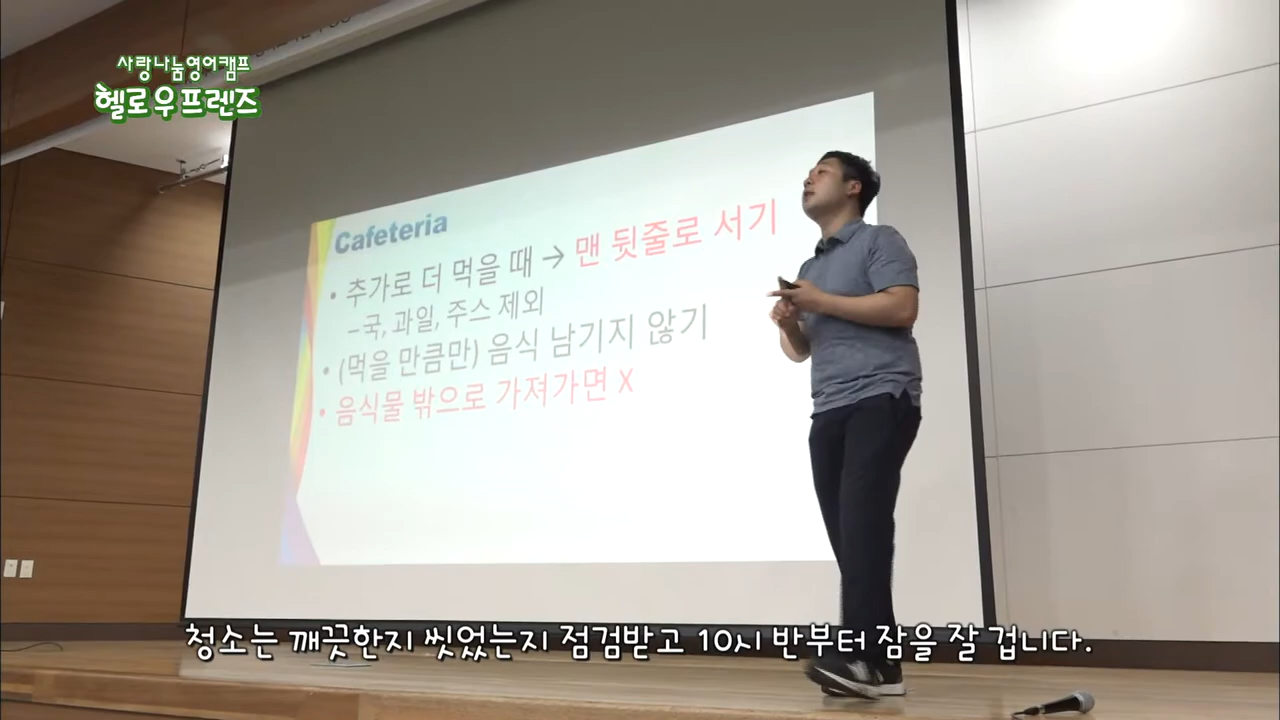 사랑나눔영어캠프
헬로우프렌즈
Cafeteria
• 추가로 더 먹을 때 → 맨 뒷줄로 서기
– 국, 과일, 주스 제외
• (먹을 만큼만) 음식 남기지 않기
• 음식물 밖으로 가져가면 X
청소는 깨끗한지 씻었는지 점검받고 10시 반부터 잠을 잘 겁니다.